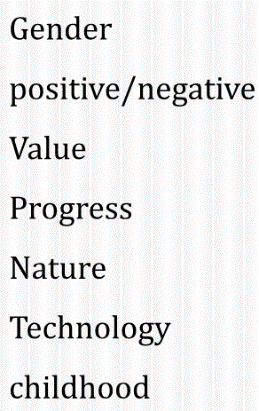 Gender
positive/negative
Value
Progress
Nature
Technology
childhood